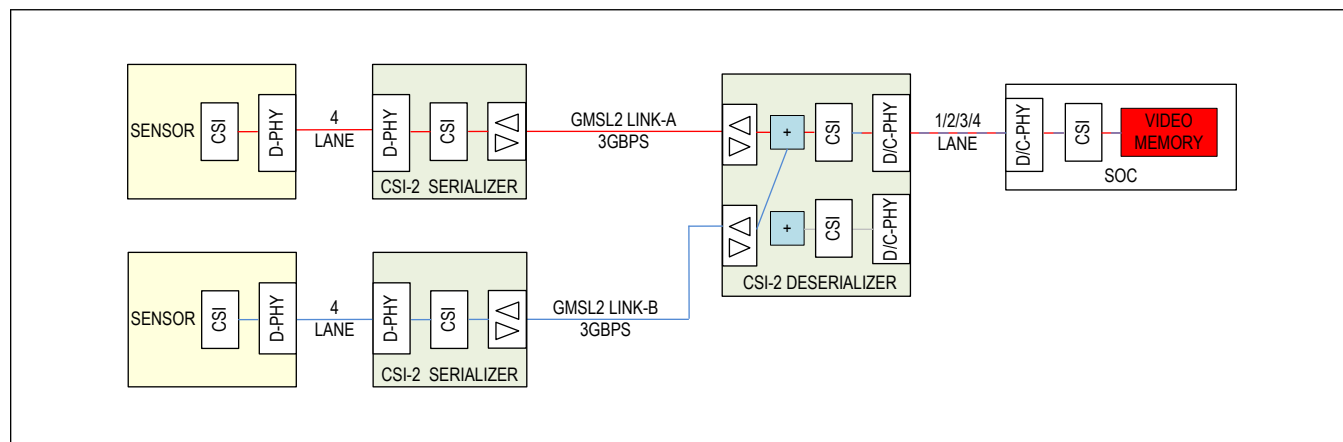 SENSOR
CSI
D-PHY
4
LANE
D-PHY
CSI
CSI-2 SERIALIZER
GMSL2 LINK-A
3GBPS
+
CSI
D/C-PHY
1/2/3/4
LANE
D/C-PHY
CSI
VIDEO
MEMORY
SOC
+
CSI
D/C-PHY
CSI-2 DESERIALIZER
SENSOR
CSI
D-PHY
4
LANE
D-PHY
CSI
CSI-2 SERIALIZER
GMSL2 LINK-B
3GBPS